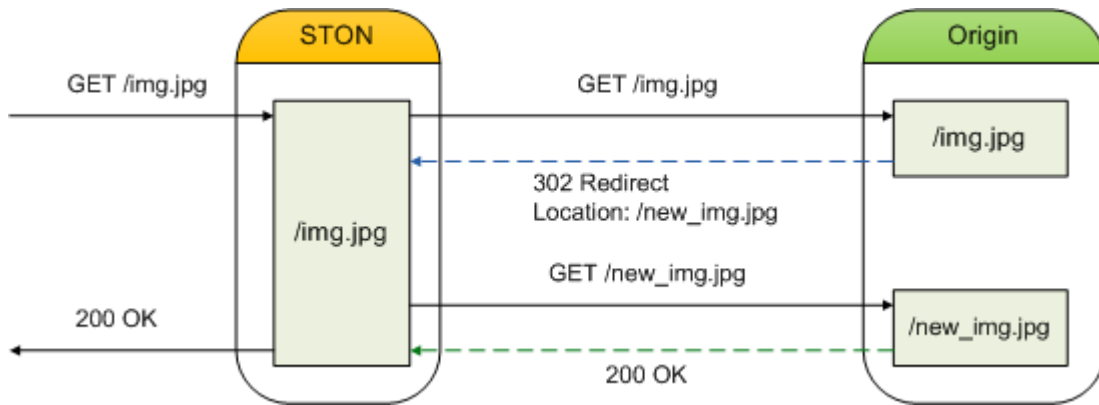 STON
Origin
GET /img.jpg
GET /img.jpg
/img.jpg
302 Redirect
Location: /new_img.jpg
/img.jpg
GET /new_img.jpg
200 OK
/new_img.jpg
200 OK